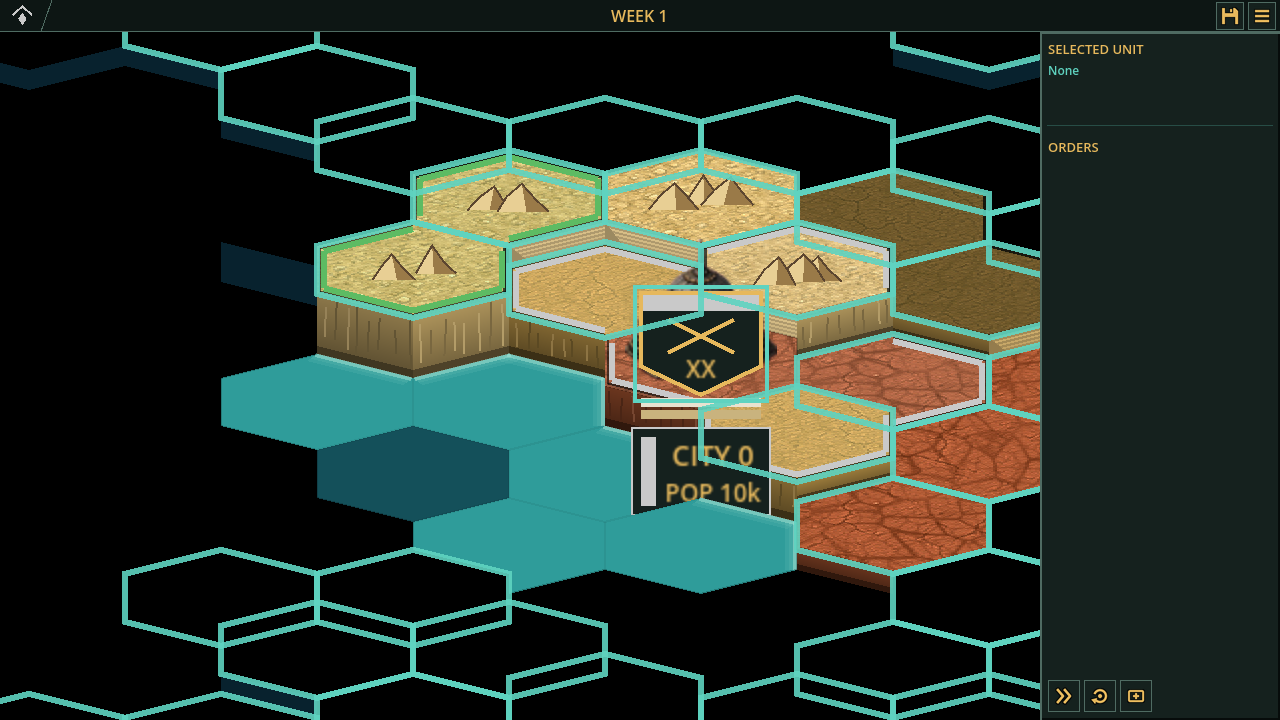 WEEK 1
SELECTED UNIT
None
ORDERS
XX
CITY 0
POP 10k